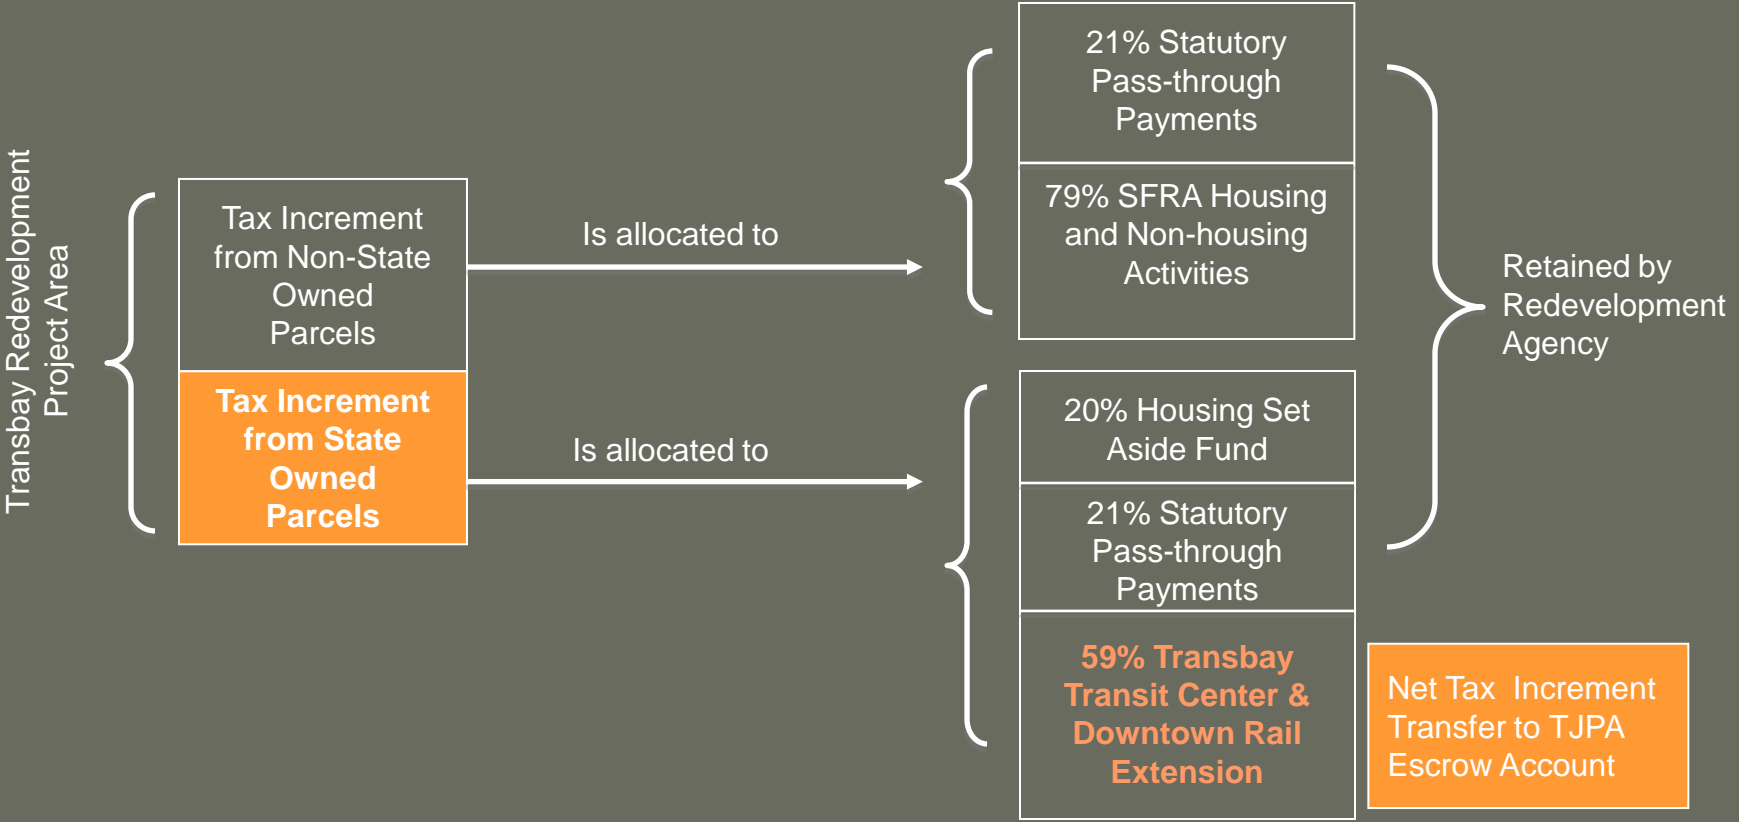 Transbay Redevelopment
Project Area
Tax Increment
from Non-State
Owned
Parcels
Tax Increment
from State
Owned
Parcels
Is allocated to
Is allocated to
21% Statutory
Pass-through
Payments
79% SFRA Housing
and Non-housing
Activities
20% Housing Set
Aside Fund
21% Statutory
Pass-through
Payments
59% Transbay
Transit Center &
Downtown Rail
Extension
Retained by
Redevelopment
Agency
Net Tax Increment
Transfer to TJPA
Escrow Account